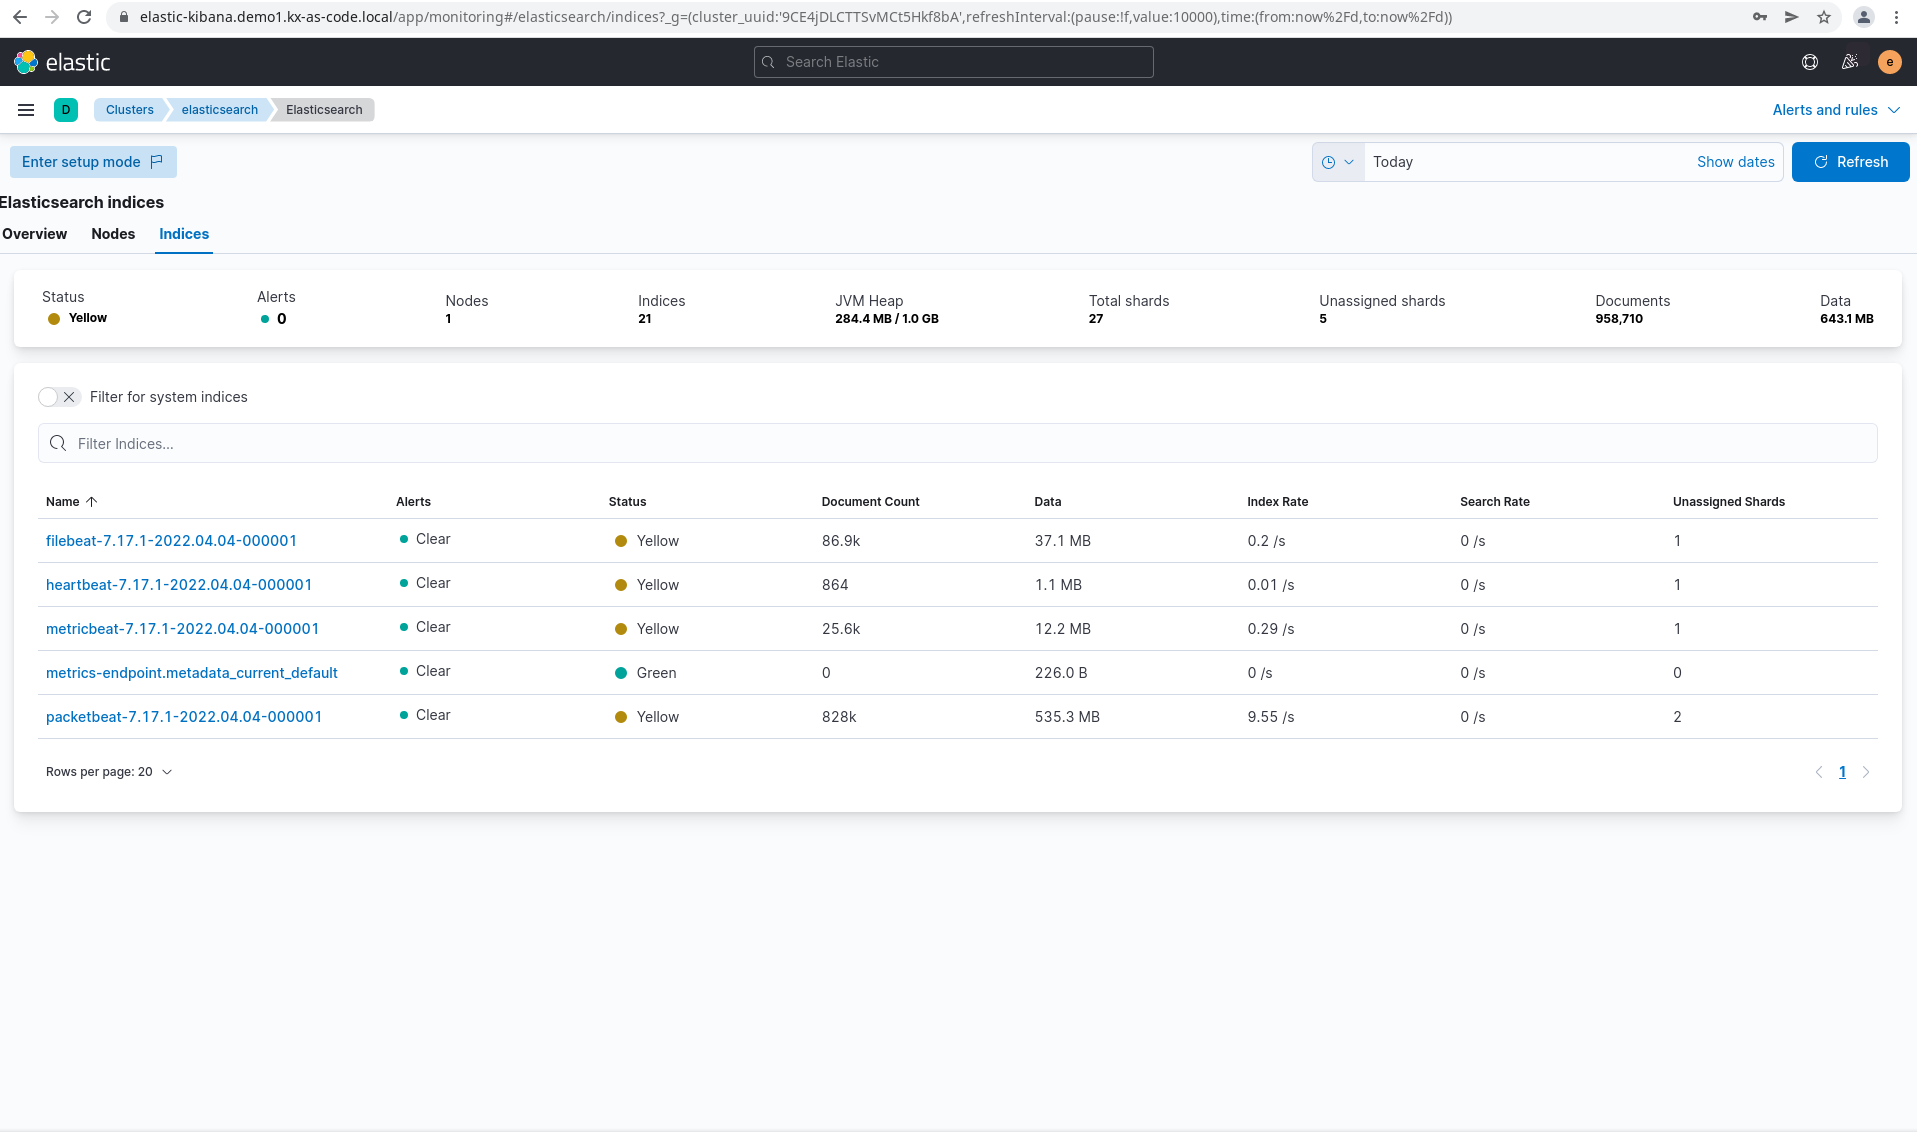 elastic-kibana.demo1.kx-as-code.local/app/monitoring#/elasticsearch/indices?_g=(cluster_uuid:'9CE4jDLCTTSvMCt5Hkf8bA',refreshInterval:(pause:!f,value:10000),time:(from:now%2Fd,to:now%2Fd))
elastic
Search Elastic
e
D
Clusters
elasticsearch
Elasticsearch
Alerts and rules
Enter setup mode
Today
Show dates
Refresh
Elasticsearch indices
Overview Nodes Indices
Status Alerts Nodes Indices JVM Heap Total shards Unassigned shards Documents Data
Yellow 0 1 21 284.4 MB / 1.0 GB 27 5 958,710 643.1 MB
Filter for system indices
Filter Indices...
Name Alerts Status Document Count Data Index Rate Search Rate Unassigned Shards
filebeat-7.17.1-2022.04.04-000001 Clear Yellow 86.9k 37.1 MB 0.2 /s 0 /s 1
heartbeat-7.17.1-2022.04.04-000001 Clear Yellow 864 1.1 MB 0.01 /s 0 /s 1
metricbeat-7.17.1-2022.04.04-000001 Clear Yellow 25.6k 12.2 MB 0.29 /s 0 /s 1
metrics-endpoint.metadata_current_default Clear Green 0 226.0 B 0 /s 0 /s 0
packetbeat-7.17.1-2022.04.04-000001 Clear Yellow 828k 535.3 MB 9.55 /s 0 /s 2
Rows per page: 20
1